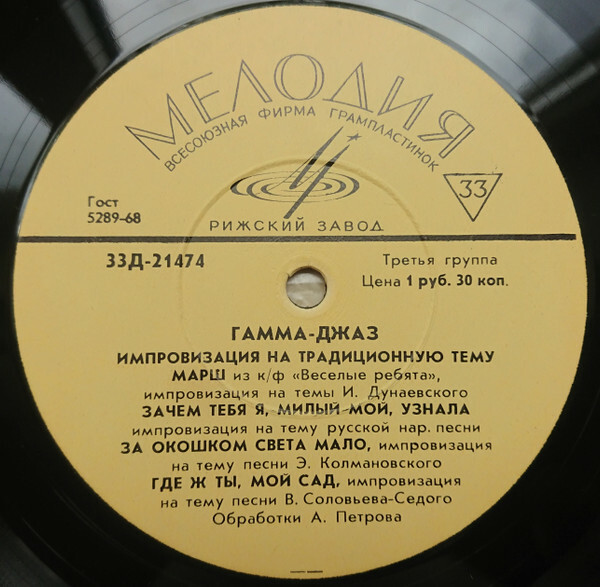 МЕЛОДИЯ
ВСЕСОЮЗНАЯ ФИРМА ГРАМПЛАСТИНОК
33
Гост
5289-68
РИЖСКИЙ ЗАВОД
33Д-21474
Третья группа
Цена 1 руб. 30 коп.
ГАММА-ДЖАЗ
ИМПРОВИЗАЦИЯ НА ТРАДИЦИОННУЮ ТЕМУ
МАРШ из к/ф «Веселые ребята»,
импровизация на темы И. Дунаевского
ЗАЧЕМ ТЕБЯ Я, МИЛЫЙ МОЙ, УЗНАЛА
импровизация на тему русской нар. песни
ЗА ОКОШКОМ СВЕТА МАЛО, импровизация
на тему песни Э. Колмановского
ГДЕ Ж ТЫ, МОЙ САД, импровизация
на тему песни В. Соловьева-Седого
Обработки А. Петрова